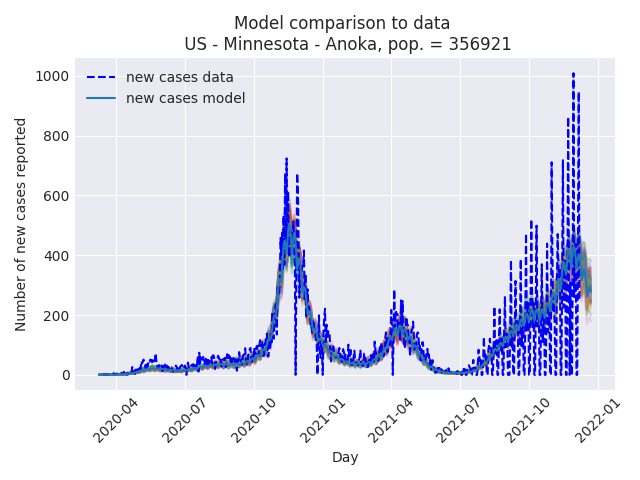 Model comparison to data
US - Minnesota - Anoka, pop. = 356921
new cases data
new cases model
Number of new cases reported
1000
800
600
400
200
0
2020-04
2020-07
2020-10
2021-01
2021-04
2021-07
2021-10
2022-01
Day